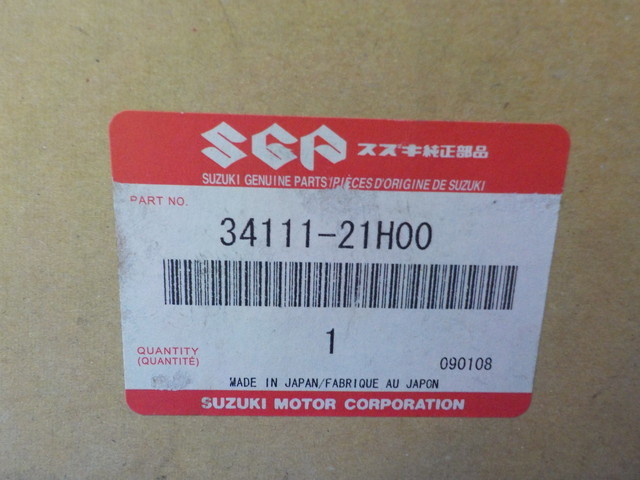 SGP スズキ純正部品
SUZUKI GENUINE PARTS/PIÈCES D'ORIGINE DE SUZUKI
PART NO.
34111-21H00
1
QUANTITY
(QUANTITÉ)
090108
MADE IN JAPAN/FABRIQUE AU JAPON
SUZUKI MOTOR CORPORATION